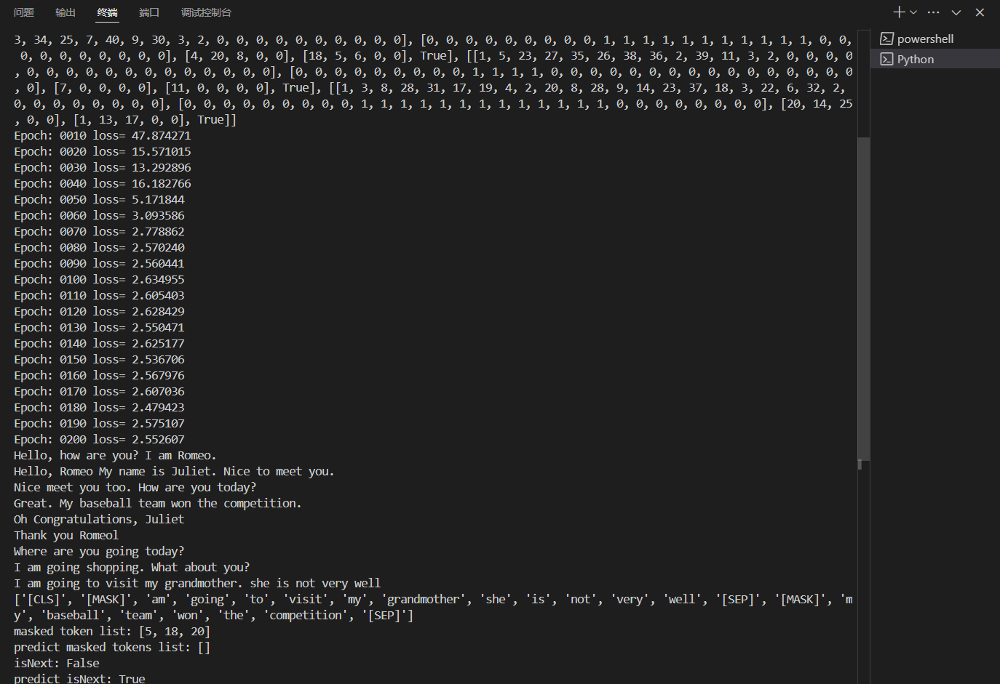 问题 输出 终端 端口 调试控制台
powershell
Python
3, 34, 25, 7, 40, 9, 30, 3, 2, 0, 0, 0, 0, 0, 0, 0, 0, 0, 0], [0, 0, 0, 0, 0, 0, 0, 0, 0, 1, 1, 1, 1, 1, 1, 1, 1, 1, 1, 1, 0, 0,
0, 0, 0, 0, 0, 0, 0, 0], [4, 20, 8, 0, 0], [18, 5, 6, 0, 0], True], [[1, 5, 23, 27, 35, 26, 38, 36, 2, 39, 11, 3, 2, 0, 0, 0, 0
, 0, 0, 0, 0, 0, 0, 0, 0, 0, 0, 0, 0, 0], [0, 0, 0, 0, 0, 0, 0, 0, 0, 1, 1, 1, 1, 0, 0, 0, 0, 0, 0, 0, 0, 0, 0, 0, 0, 0, 0, 0, 0
, 0], [7, 0, 0, 0, 0], [11, 0, 0, 0, 0], True], [[1, 3, 8, 28, 31, 17, 19, 4, 2, 20, 8, 28, 9, 14, 23, 37, 18, 3, 22, 6, 32, 2,
0, 0, 0, 0, 0, 0, 0, 0], [0, 0, 0, 0, 0, 0, 0, 0, 0, 1, 1, 1, 1, 1, 1, 1, 1, 1, 1, 1, 1, 1, 0, 0, 0, 0, 0, 0, 0, 0], [20, 14, 25
, 0, 0], [1, 13, 17, 0, 0], True]]
Epoch: 0010 loss= 47.874271
Epoch: 0020 loss= 15.571015
Epoch: 0030 loss= 13.292896
Epoch: 0040 loss= 16.182766
Epoch: 0050 loss= 5.171844
Epoch: 0060 loss= 3.093586
Epoch: 0070 loss= 2.778862
Epoch: 0080 loss= 2.570240
Epoch: 0090 loss= 2.560441
Epoch: 0100 loss= 2.634955
Epoch: 0110 loss= 2.605403
Epoch: 0120 loss= 2.628429
Epoch: 0130 loss= 2.550471
Epoch: 0140 loss= 2.625177
Epoch: 0150 loss= 2.536706
Epoch: 0160 loss= 2.567976
Epoch: 0170 loss= 2.607036
Epoch: 0180 loss= 2.479423
Epoch: 0190 loss= 2.575107
Epoch: 0200 loss= 2.552607
Hello, how are you? I am Romeo.
Hello, Romeo My name is Juliet. Nice to meet you.
Nice meet you too. How are you today?
Great. My baseball team won the competition.
Oh Congratulations, Juliet
Thank you Romeol
Where are you going today?
I am going shopping. What about you?
I am going to visit my grandmother. she is not very well
['[CLS]', '[MASK]', 'am', 'going', 'to', 'visit', 'my', 'grandmother', 'she', 'is', 'not', 'very', 'well', '[SEP]', '[MASK]', 'm
y', 'baseball', 'team', 'won', 'the', 'competition', '[SEP]']
masked token list: [5, 18, 20]
predict masked tokens list: []
isNext: False
predict isNext: True